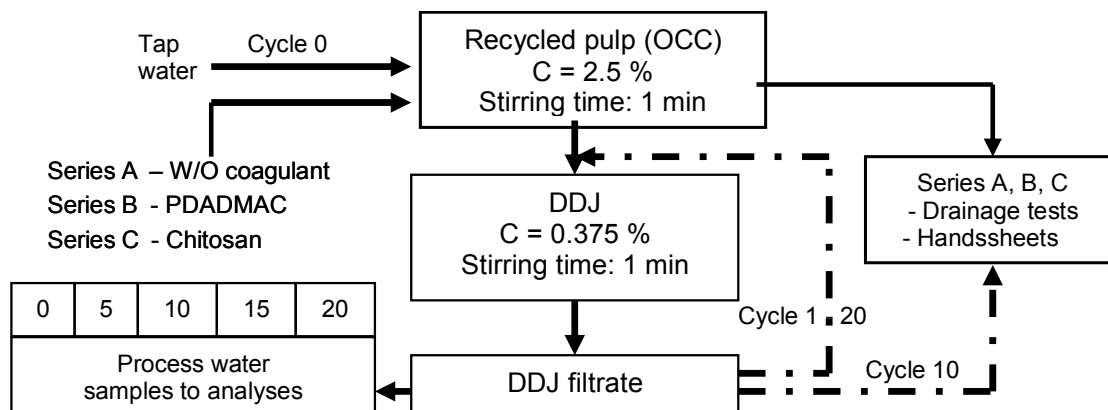 Tap
water
Cycle 0
Recycled pulp (OCC)
C = 2.5 %
Stirring time: 1 min
Series A – W/O coagulant
Series B - PDADMAC
Series C - Chitosan
DDJ
C = 0.375 %
Stirring time: 1 min
Series A, B, C
- Drainage tests
- Handssheets
0 5 10 15 20
Process water
samples to analyses
Cycle 1 - 20
DDJ filtrate
Cycle 10